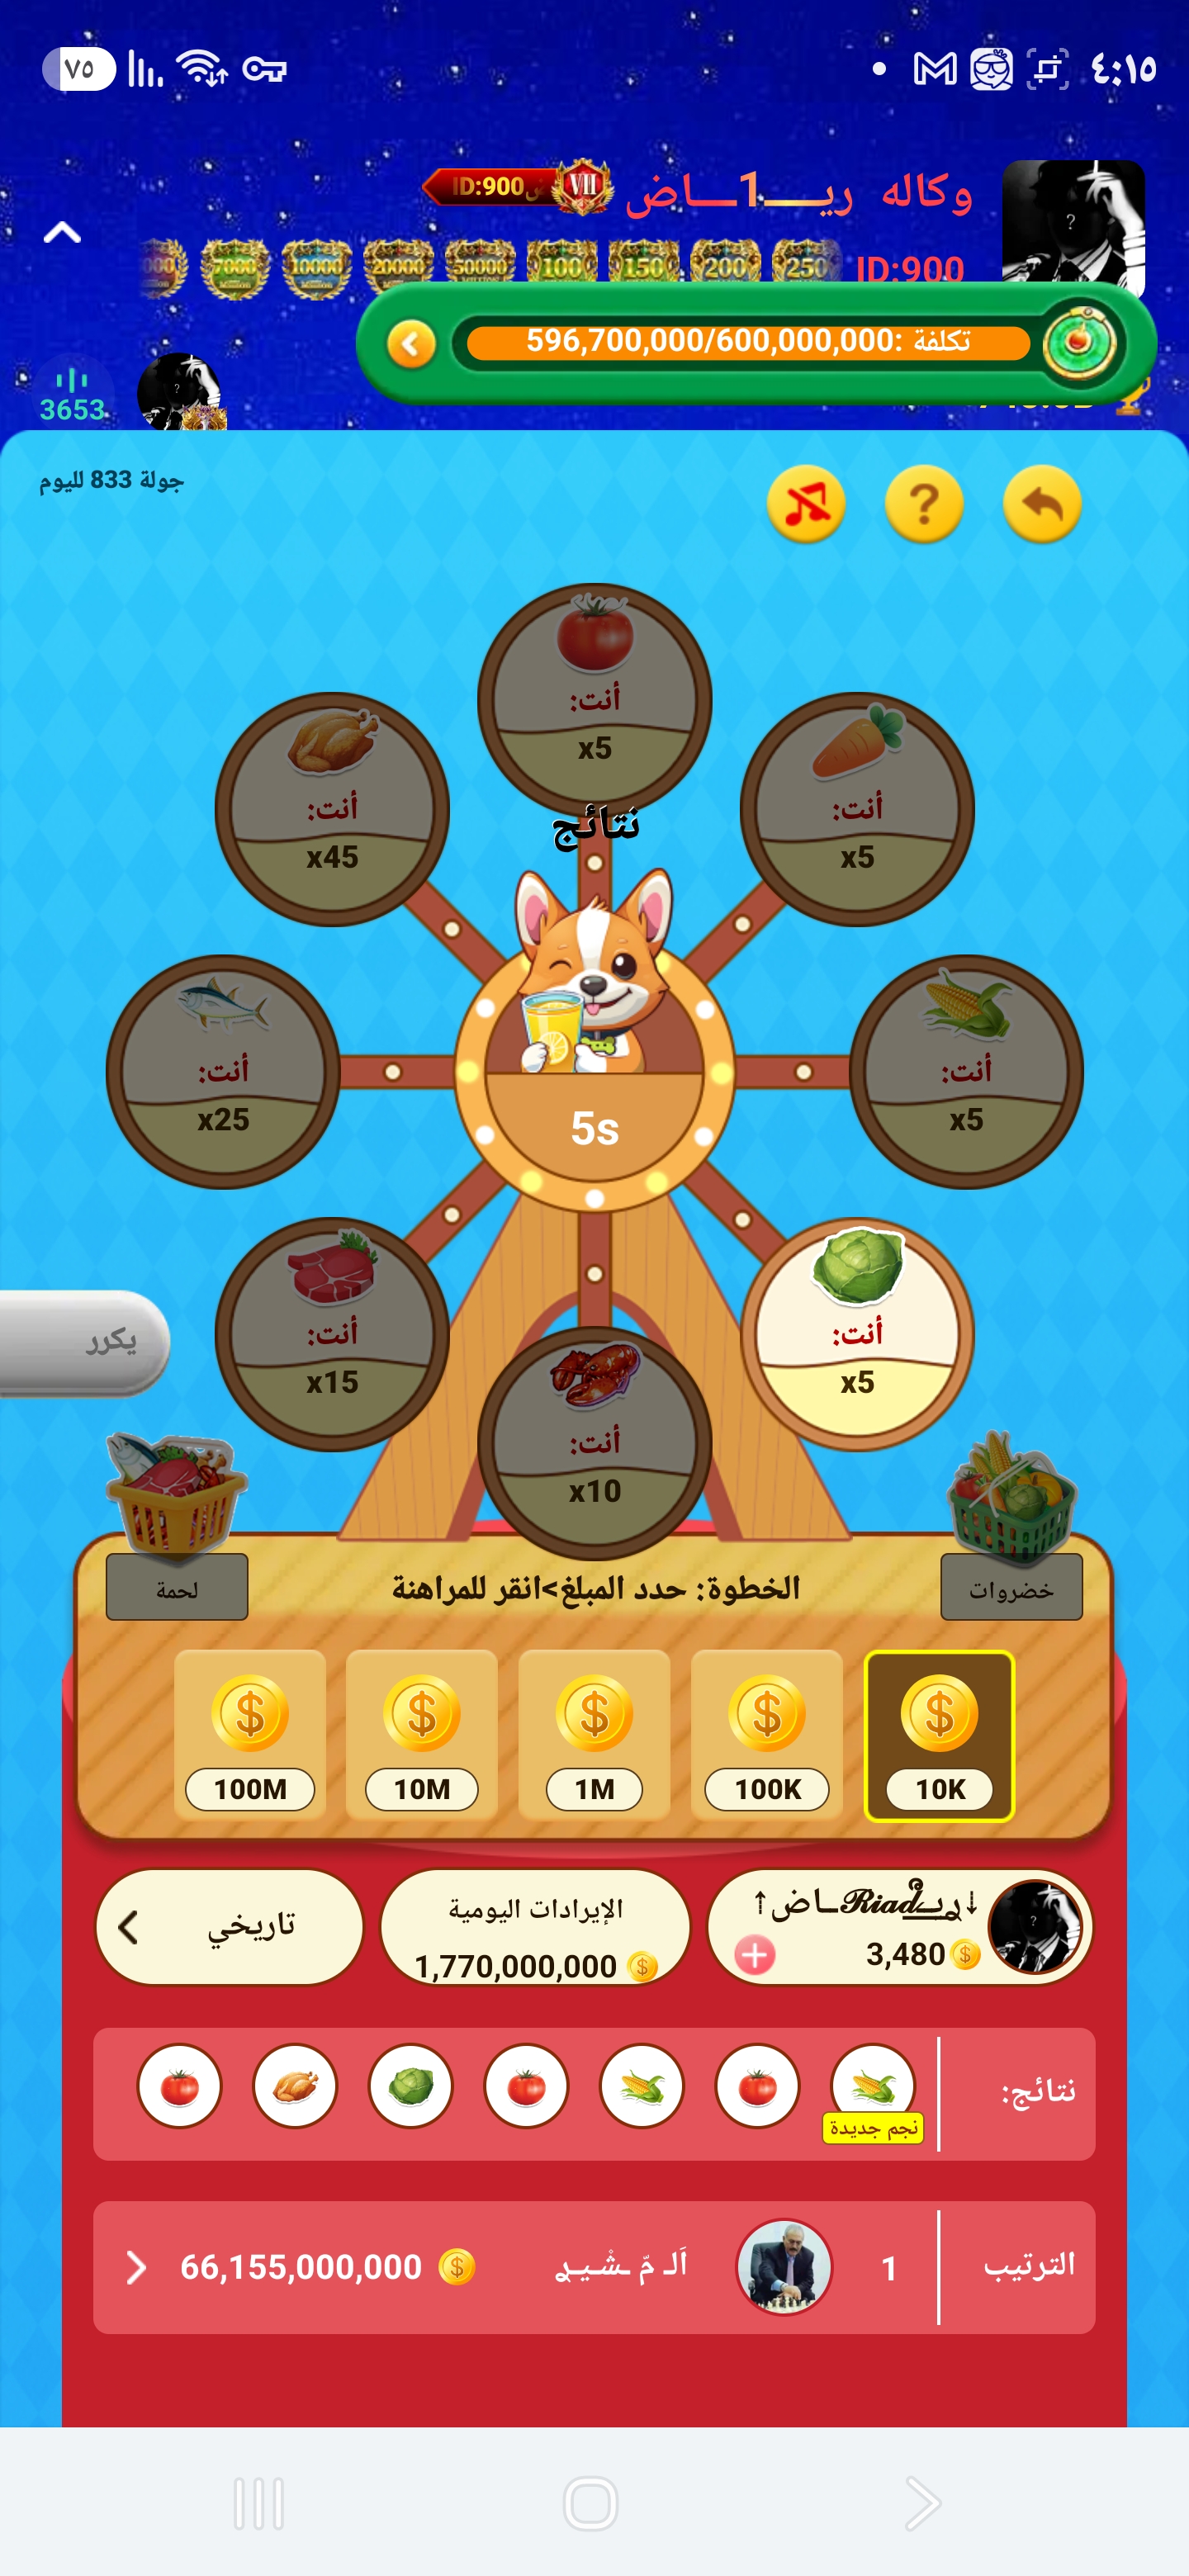 ٤:١٥
٧٥
وكاله ريـــ1ـــاض
VII
ID:900
ID:900
250
200
150
100
50000
20000
10000
7000
تكلفة :596,700,000/600,000,000
3653
جولة 833 لليوم
?
أنت:
x5
أنت:
x5
أنت:
x45
نتائج
أنت:
x5
أنت:
x25
5s
أنت:
x5
أنت:
x15
أنت:
x10
يكرر
خضروات
الخطوة: حدد المبلغ>انقر للمراهنة
لحمة
10K
100K
1M
10M
100M
3,480
الإيرادات اليومية
1,770,000,000
تاريخي
نتائج:
نجم جديدة
الترتيب
1
66,155,000,000